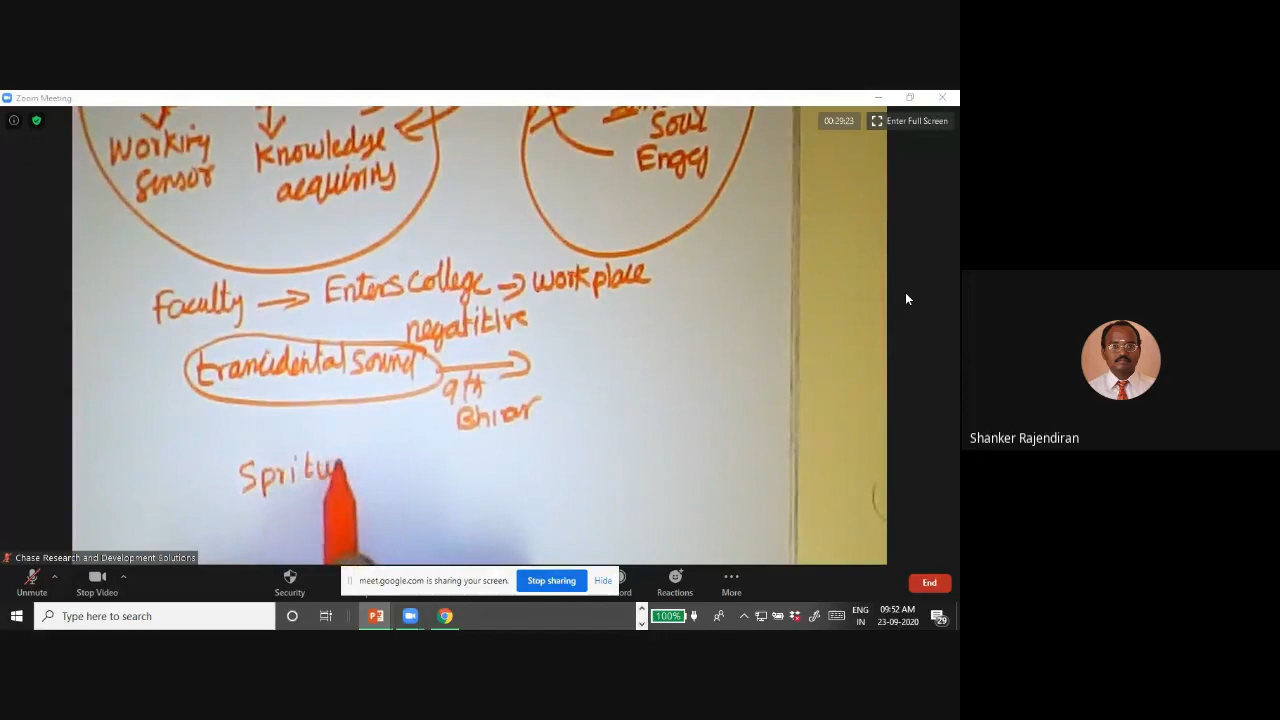 Zoom Meeting
00:29:23
Enter Full Screen
Working Sensor
Knowledge acquiring
Soul
Engg
Faculty → Enters college → workplace
negatitive
trancidental sound →
Spritu
Chase Research and Development Solutions
Unmute
Stop Video
Security
meet.google.com is sharing your screen.
Stop sharing
Hide
Reactions
More
End
Type here to search
100%
ENG
IN
09:52 AM
23-09-2020
29
Shanker Rajendiran